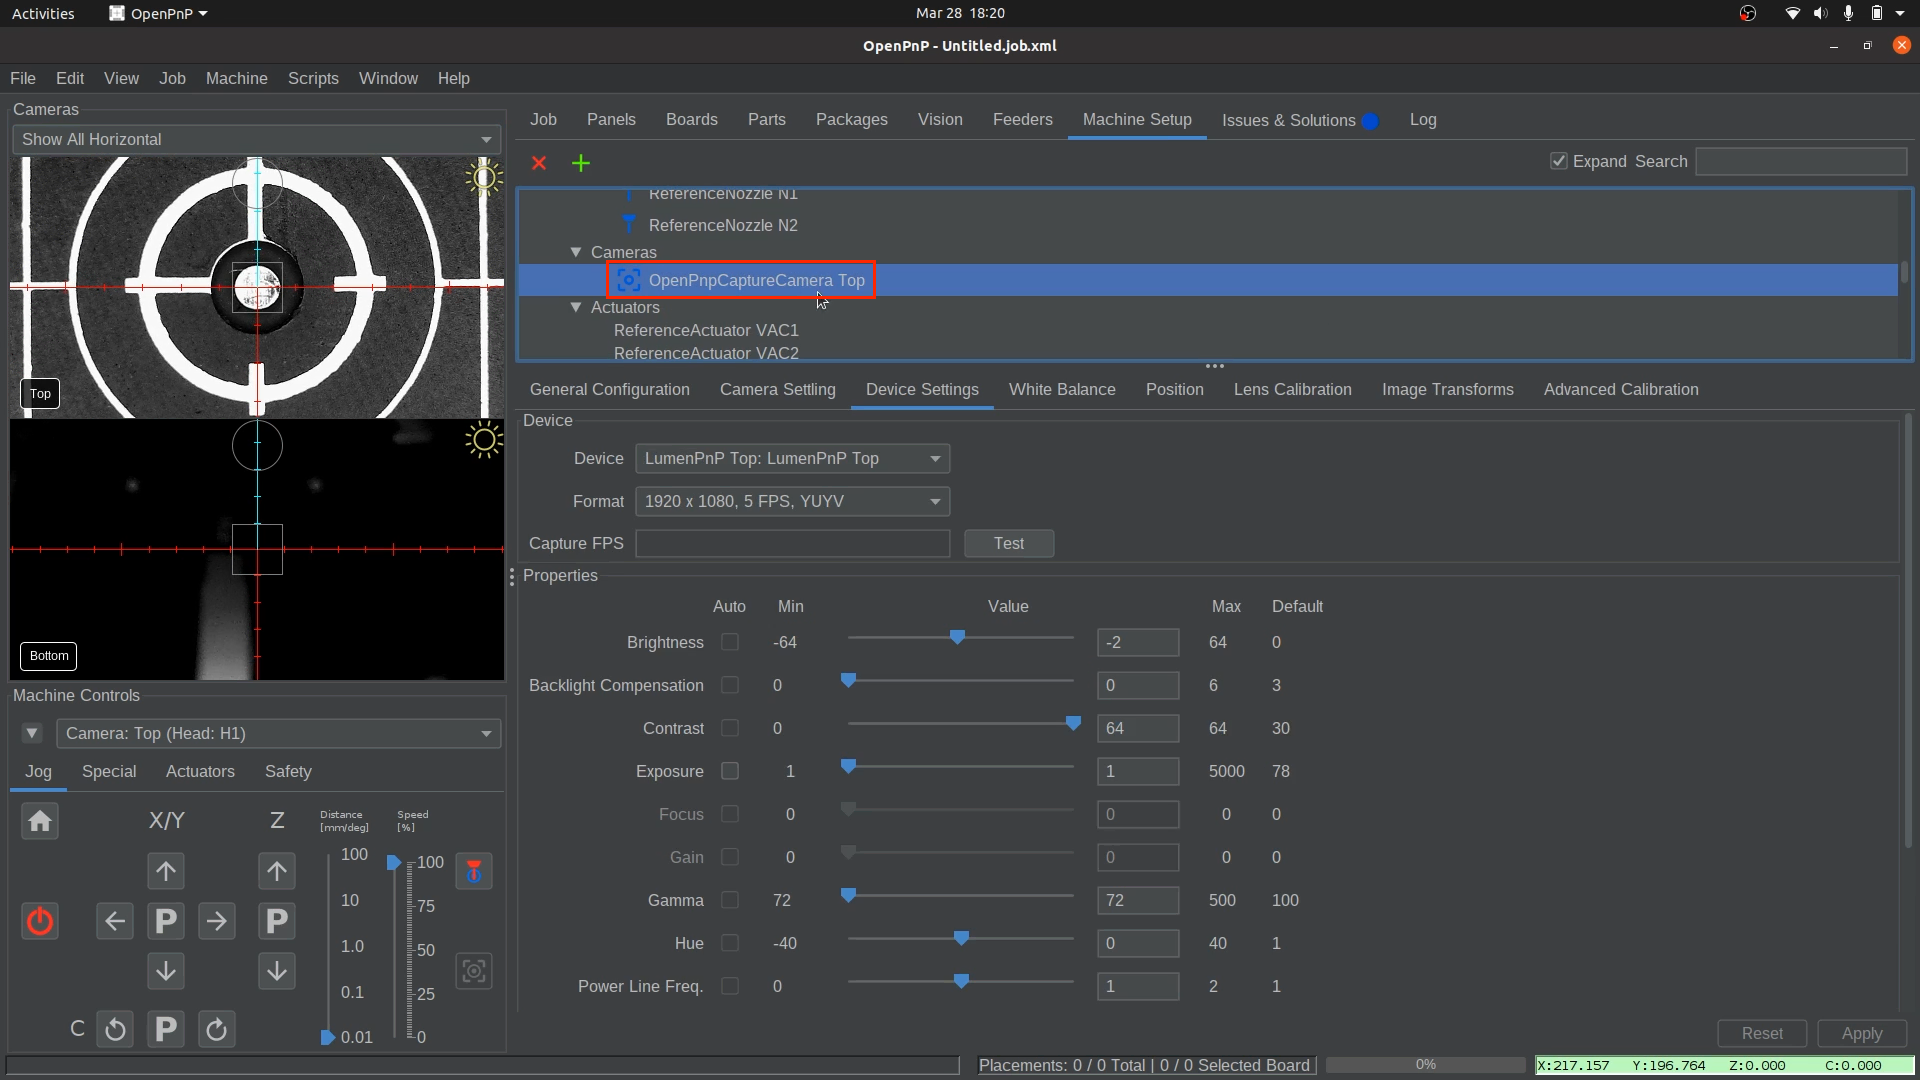 Activities OpenPnP Mar 28 18:20
OpenPnP - Untitled.job.xml
File Edit View Job Machine Scripts Window Help
Cameras
Show All Horizontal
Top
Bottom
Machine Controls
Camera: Top (Head: H1)
Jog Special Actuators Safety
X/Y Z Distance [mm/deg] Speed [%]
100 100
10 75
P P
1.0 50
0.1 25
C P 0.01 0
Job Panels Boards Parts Packages Vision Feeders Machine Setup Issues & Solutions Log
Expand Search
ReferenceNozzle N1
ReferenceNozzle N2
Cameras
OpenPnpCaptureCamera Top
Actuators
ReferenceActuator VAC1
ReferenceActuator VAC2
General Configuration Camera Settling Device Settings White Balance Position Lens Calibration Image Transforms Advanced Calibration
Device
Device LumenPnP Top: LumenPnP Top
Format 1920 x 1080, 5 FPS, YUYV
Capture FPS Test
Properties
Auto Min Value Max Default
Brightness -64 -2 64 0
Backlight Compensation 0 0 6 3
Contrast 0 64 64 30
Exposure 1 1 5000 78
Focus 0 0 0 0
Gain 0 0 0 0
Gamma 72 72 500 100
Hue -40 0 40 1
Power Line Freq. 0 1 2 1
Reset Apply
Placements: 0 / 0 Total | 0 / 0 Selected Board 0% X:217.157 Y:196.764 Z:0.000 C:0.000